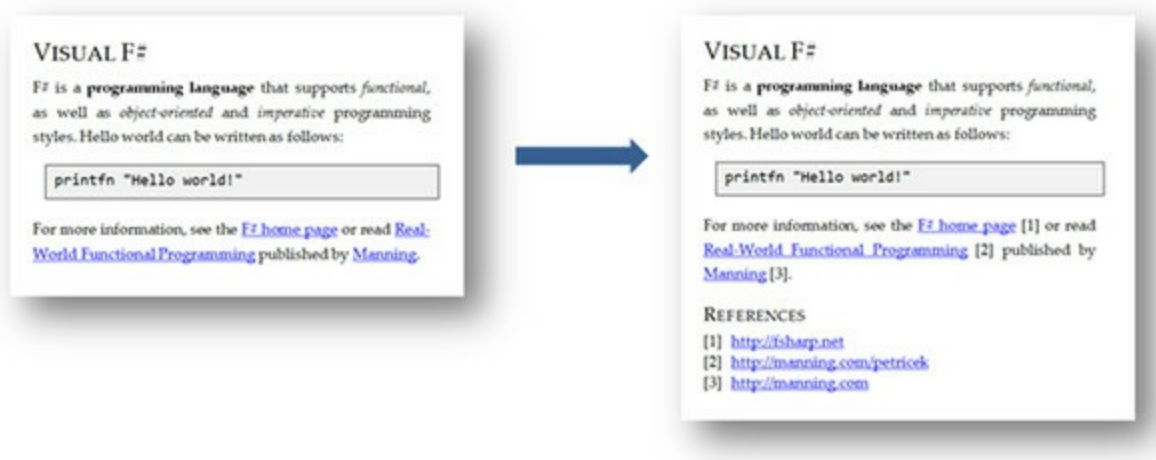 VISUAL F#
F# is a programming language that supports functional,
as well as object-oriented and imperative programming
styles. Hello world can be written as follows:
printfn "Hello world!"
For more information, see the F# home page or read Real-
World Functional Programming published by Manning.
VISUAL F#
F# is a programming language that supports functional,
as well as object-oriented and imperative programming
styles. Hello world can be written as follows:
printfn "Hello world!"
For more information, see the F# home page [1] or read
Real-World Functional Programming [2] published by
Manning [3].
REFERENCES
[1] http://fsharp.net
[2] http://manning.com/petricek
[3] http://manning.com